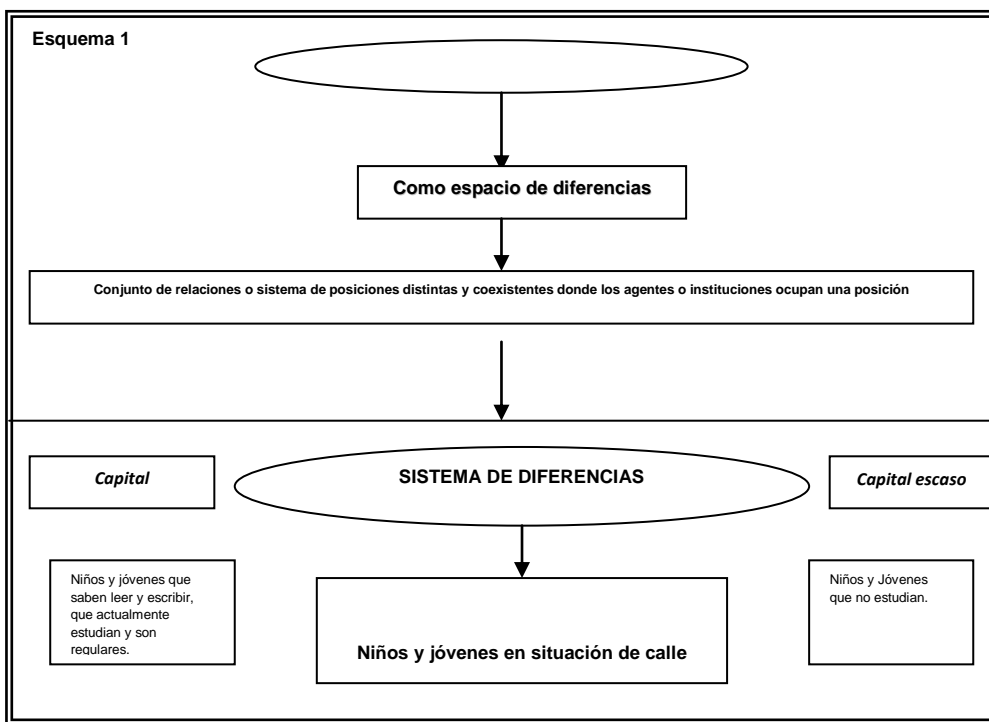 Esquema 1
Como espacio de diferencias
Conjunto de relaciones o sistema de posiciones distintas y coexistentes donde los agentes o instituciones ocupan una posición
Capital
SISTEMA DE DIFERENCIAS
Capital escaso
Niños y jóvenes que
saben leer y escribir,
que actualmente
estudian y son
regulares.
Niños y jóvenes en situación de calle
Niños y Jóvenes
que no estudian.